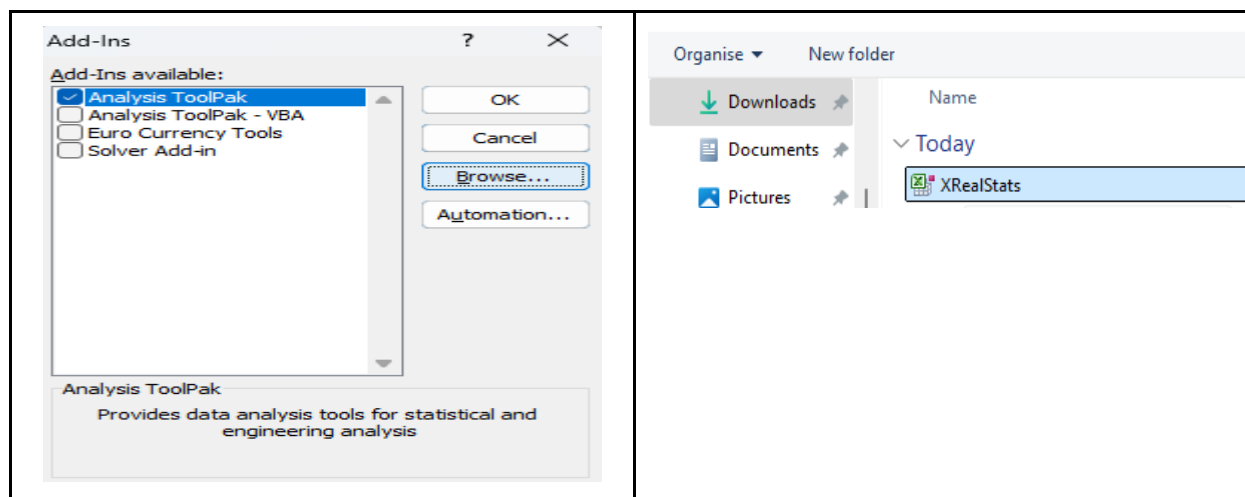 Add-Ins ? ×
Add-Ins available:
Analysis ToolPak
Analysis ToolPak - VBA
Euro Currency Tools
Solver Add-in
OK
Cancel
Browse...
Automation...
Analysis ToolPak
Provides data analysis tools for statistical and
engineering analysis
Organise New folder
Downloads
Documents
Pictures
Name
Today
XRealStats